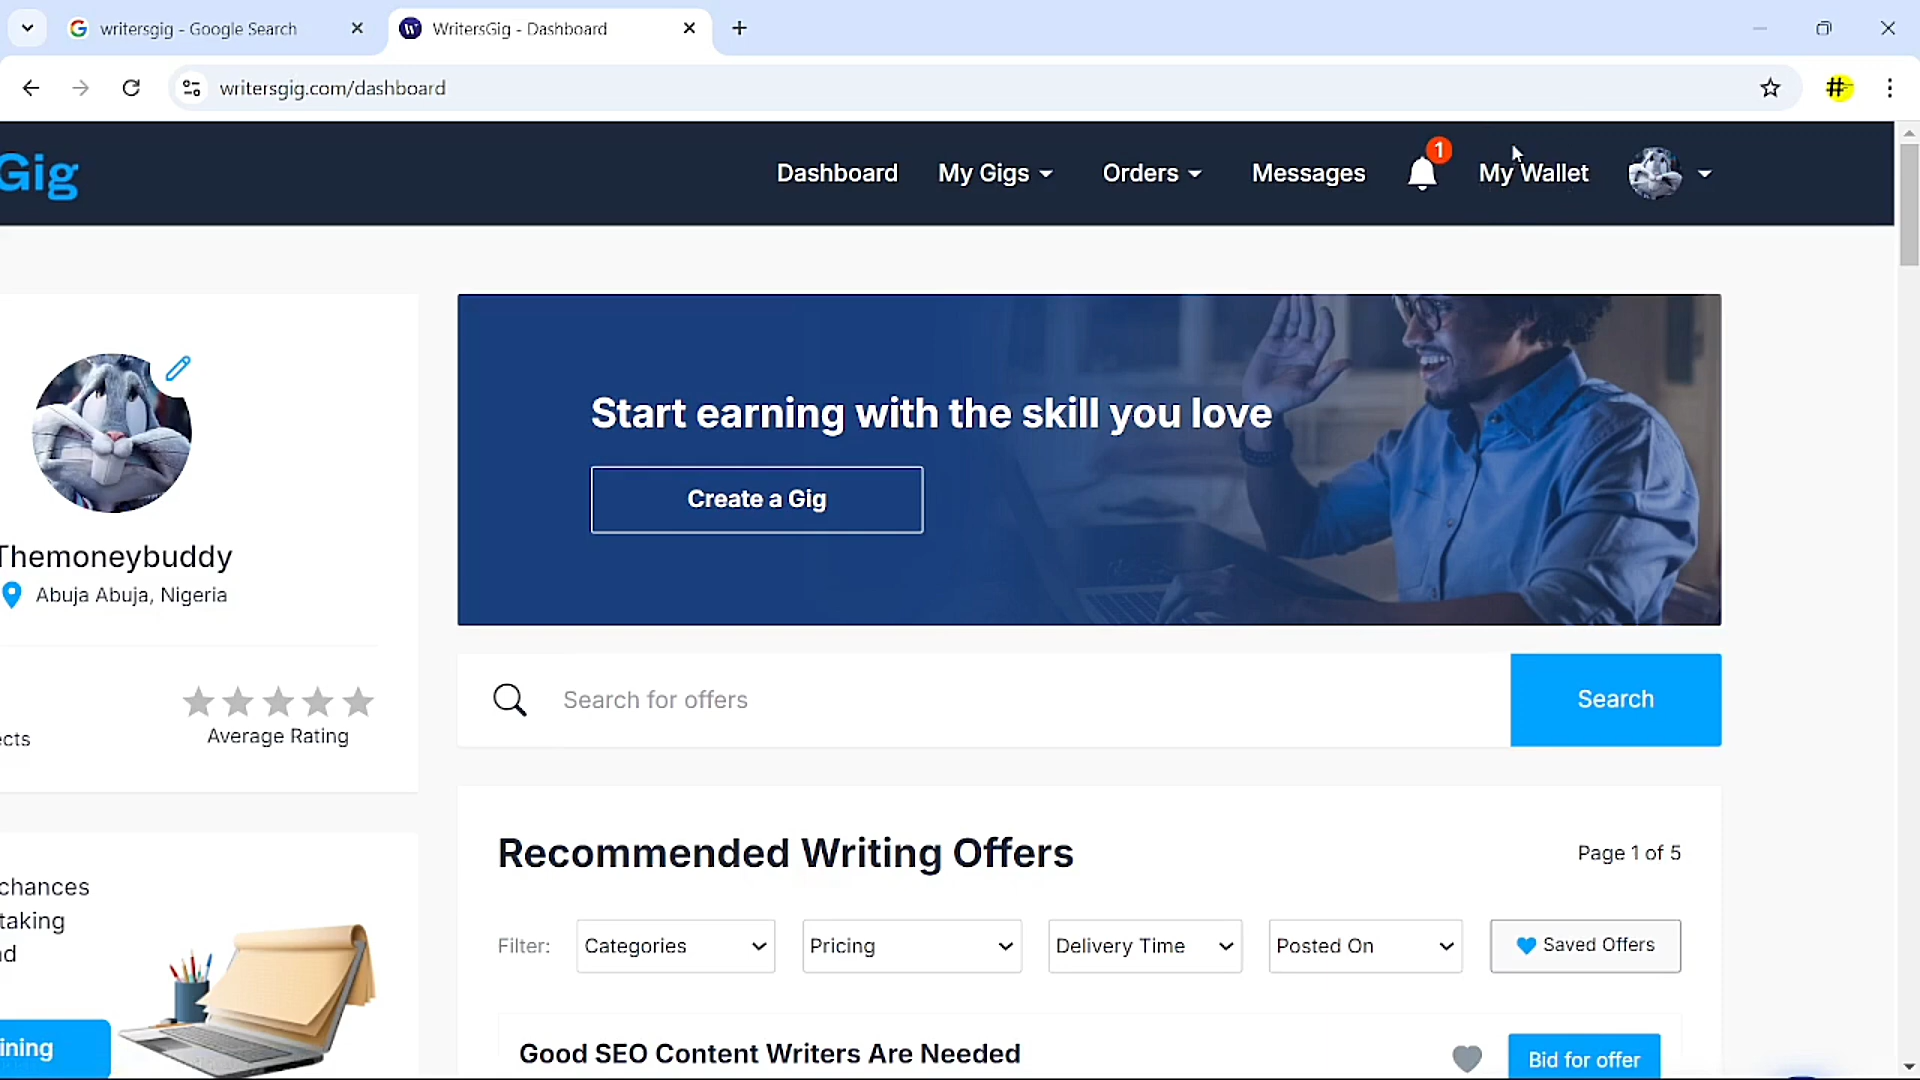 writersgig - Google Search
WritersGig - Dashboard
writersgig.com/dashboard
Gig
Dashboard
My Gigs
Orders
Messages
1
My Wallet
Start earning with the skill you love
Create a Gig
Themoneybuddy
Abuja Abuja, Nigeria
ects
Average Rating
Search for offers
Search
Recommended Writing Offers
Page 1 of 5
Filter:
Categories
Pricing
Delivery Time
Posted On
Saved Offers
chances
taking
d
ining
Good SEO Content Writers Are Needed
Bid for offer